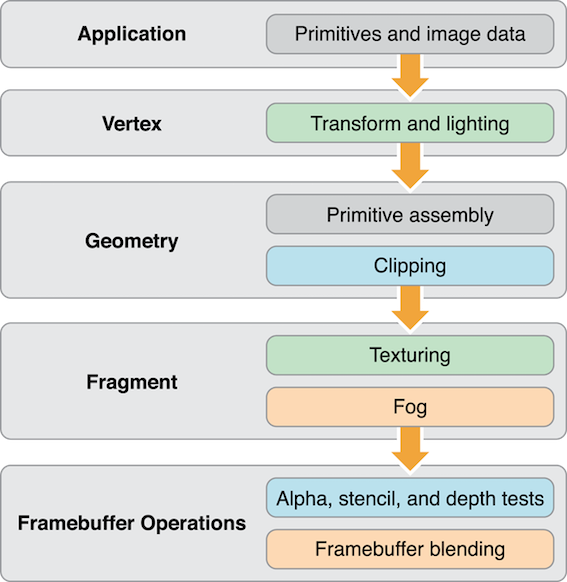 Application
Primitives and image data
Vertex
Transform and lighting
Geometry
Primitive assembly
Clipping
Fragment
Texturing
Fog
Framebuffer Operations
Alpha, stencil, and depth tests
Framebuffer blending